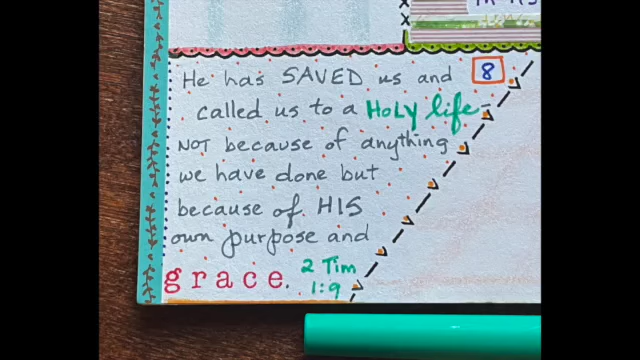 He has SAVED us and 8
called us to a HoLy life-
NOT because of anything
we have done but
because of HIS
own purpose and
grace. 2 Tim
1:9